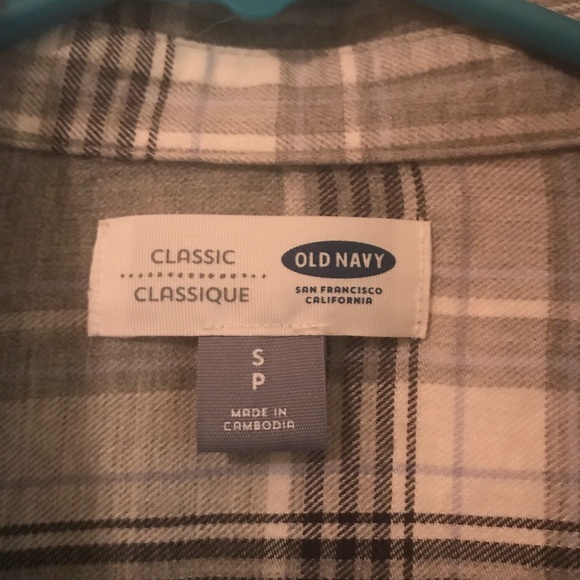 CLASSIC
CLASSIQUE
OLD NAVY
SAN FRANCISCO
CALIFORNIA
S
P
MADE IN
CAMBODIA